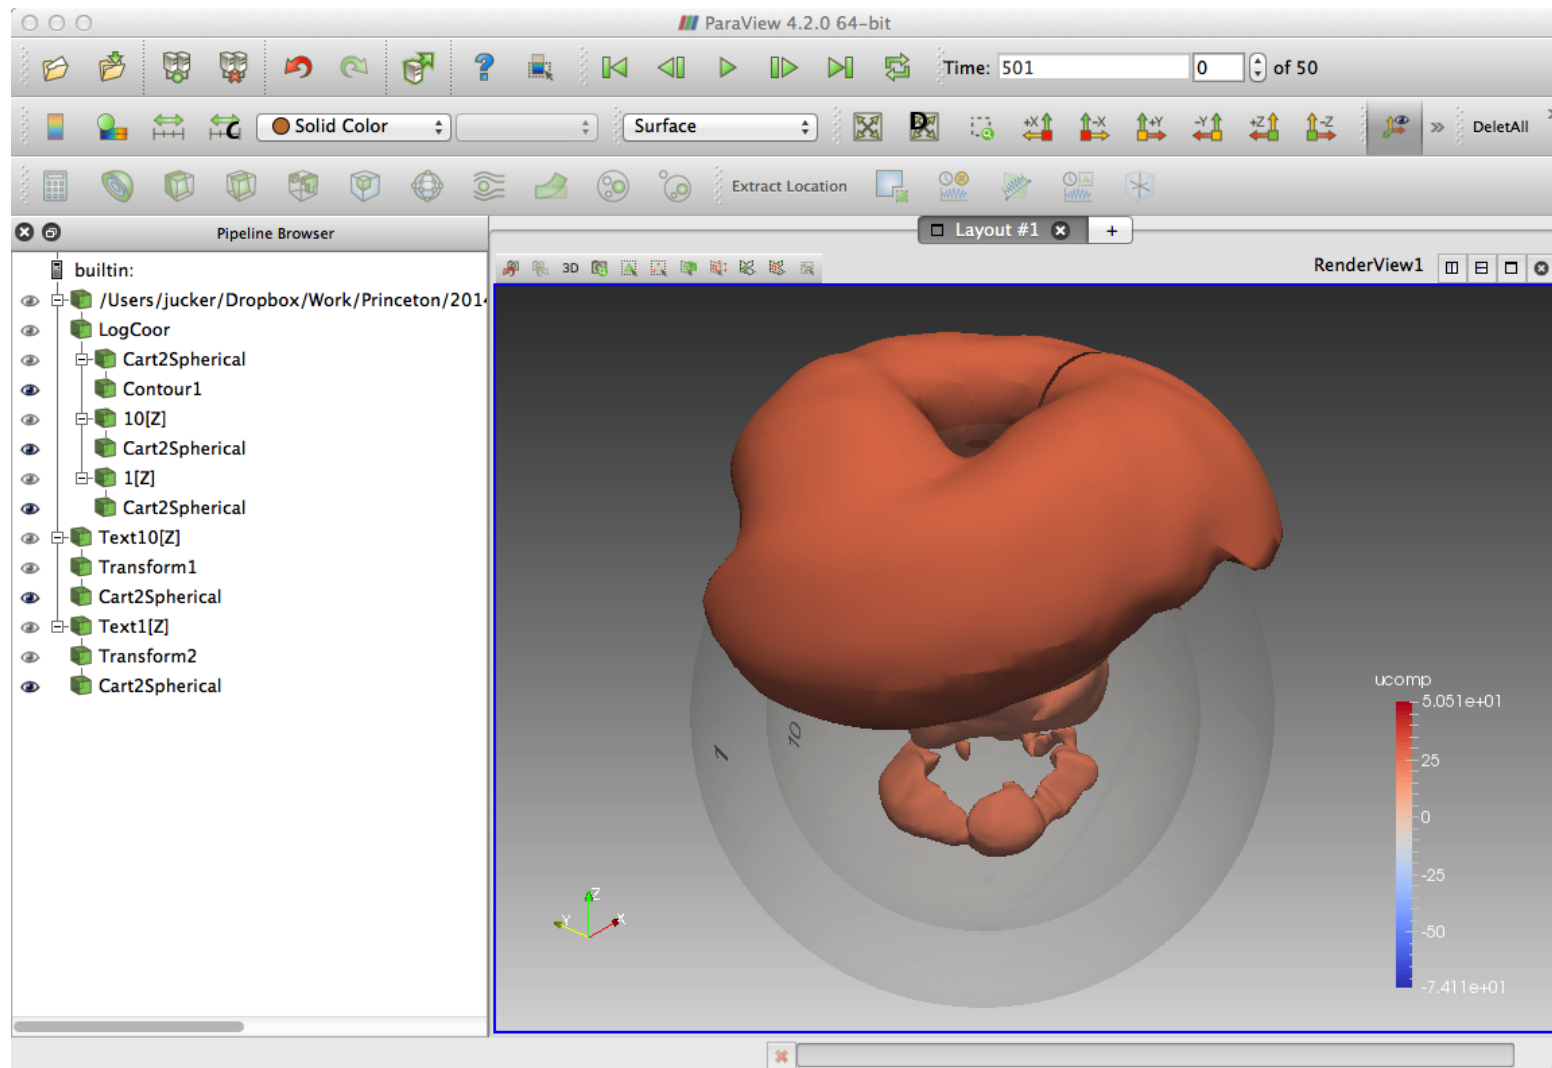 ParaView 4.2.0 64-bit
Time: 501 0 of 50
C Solid Color Surface D +X -X +Y -Y +Z -Z » DeletAll
Extract Location
Pipeline Browser
Layout #1 +
3D RenderView1
builtin:
/Users/jucker/Dropbox/Work/Princeton/201
LogCoor
Cart2Spherical
Contour1
10[Z]
Cart2Spherical
1[Z]
Cart2Spherical
Text10[Z]
Transform1
Cart2Spherical
Text1[Z]
Transform2
Cart2Spherical
1 10
ucomp
5.051e+01
25
0
-25
-50
-7.411e+01
Z
Y X